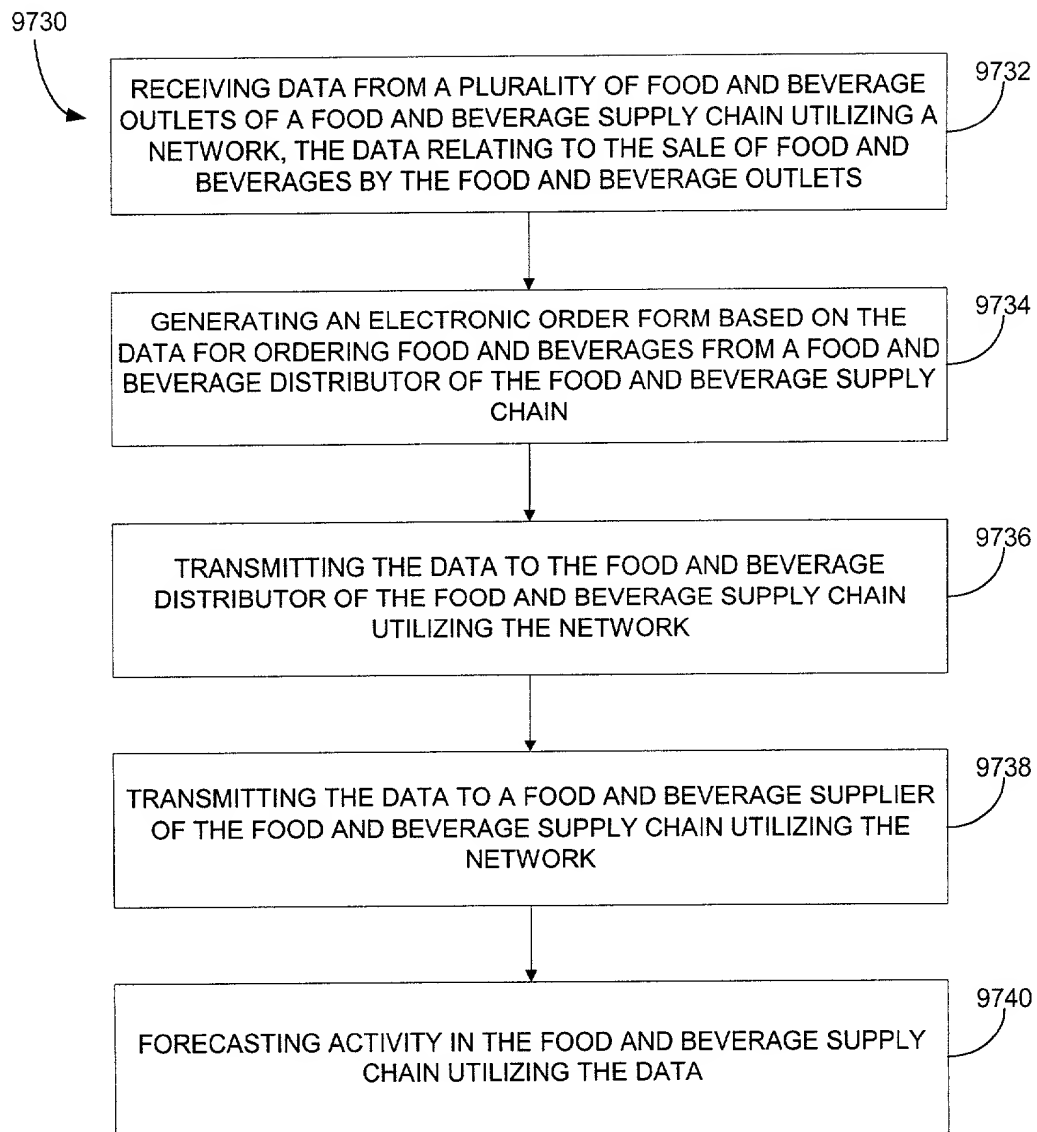 9730
RECEIVING DATA FROM A PLURALITY OF FOOD AND BEVERAGE
OUTLETS OF A FOOD AND BEVERAGE SUPPLY CHAIN UTILIZING A
NETWORK, THE DATA RELATING TO THE SALE OF FOOD AND
BEVERAGES BY THE FOOD AND BEVERAGE OUTLETS
9732
GENERATING AN ELECTRONIC ORDER FORM BASED ON THE
DATA FOR ORDERING FOOD AND BEVERAGES FROM A FOOD AND
BEVERAGE DISTRIBUTOR OF THE FOOD AND BEVERAGE SUPPLY
CHAIN
9734
TRANSMITTING THE DATA TO THE FOOD AND BEVERAGE
DISTRIBUTOR OF THE FOOD AND BEVERAGE SUPPLY CHAIN
UTILIZING THE NETWORK
9736
TRANSMITTING THE DATA TO A FOOD AND BEVERAGE SUPPLIER
OF THE FOOD AND BEVERAGE SUPPLY CHAIN UTILIZING THE
NETWORK
9738
FORECASTING ACTIVITY IN THE FOOD AND BEVERAGE SUPPLY
CHAIN UTILIZING THE DATA
9740